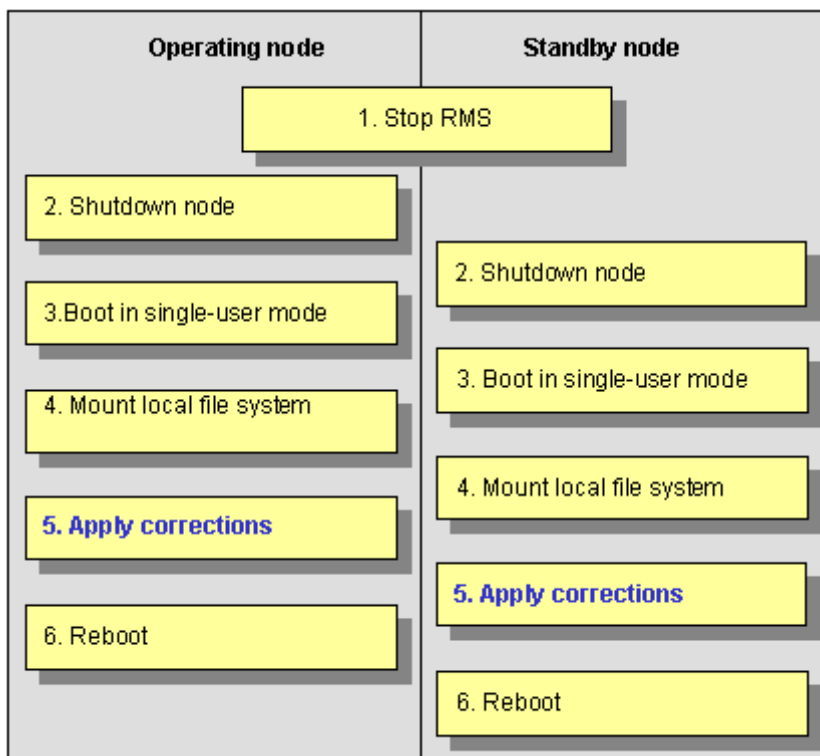 Operating node
Standby node
1. Stop RMS
2. Shutdown node
3.Boot in single-user mode
4. Mount local file system
5. Apply corrections
6. Reboot
2. Shutdown node
3. Boot in single-user mode
4. Mount local file system
5. Apply corrections
6. Reboot